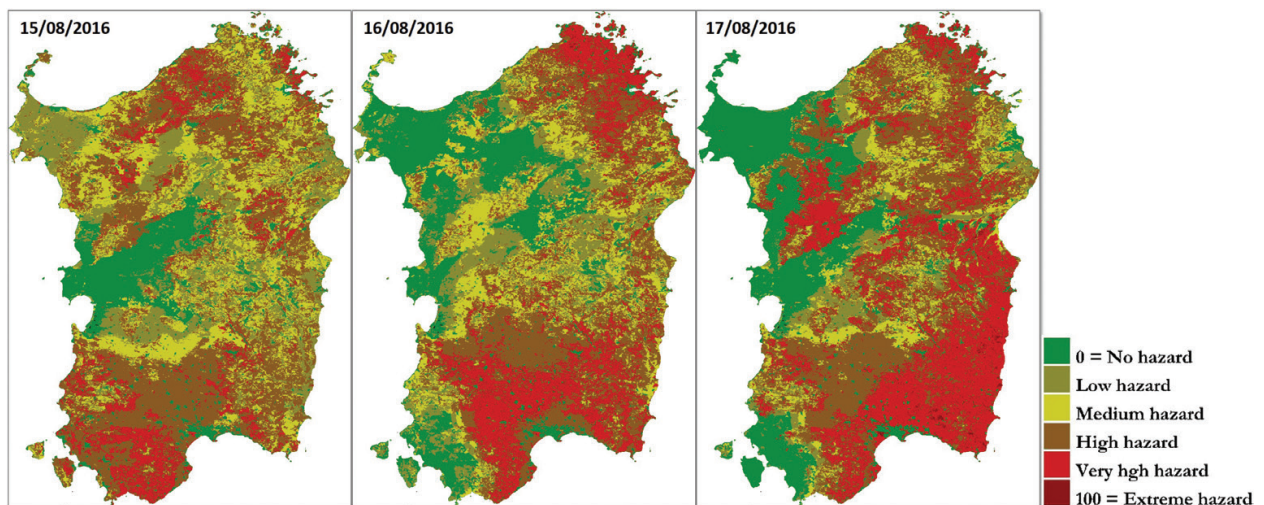 15/08/2016
16/08/2016
17/08/2016
0 = No hazard
Low hazard
Medium hazard
High hazard
Very hgh hazard
100 = Extreme hazard